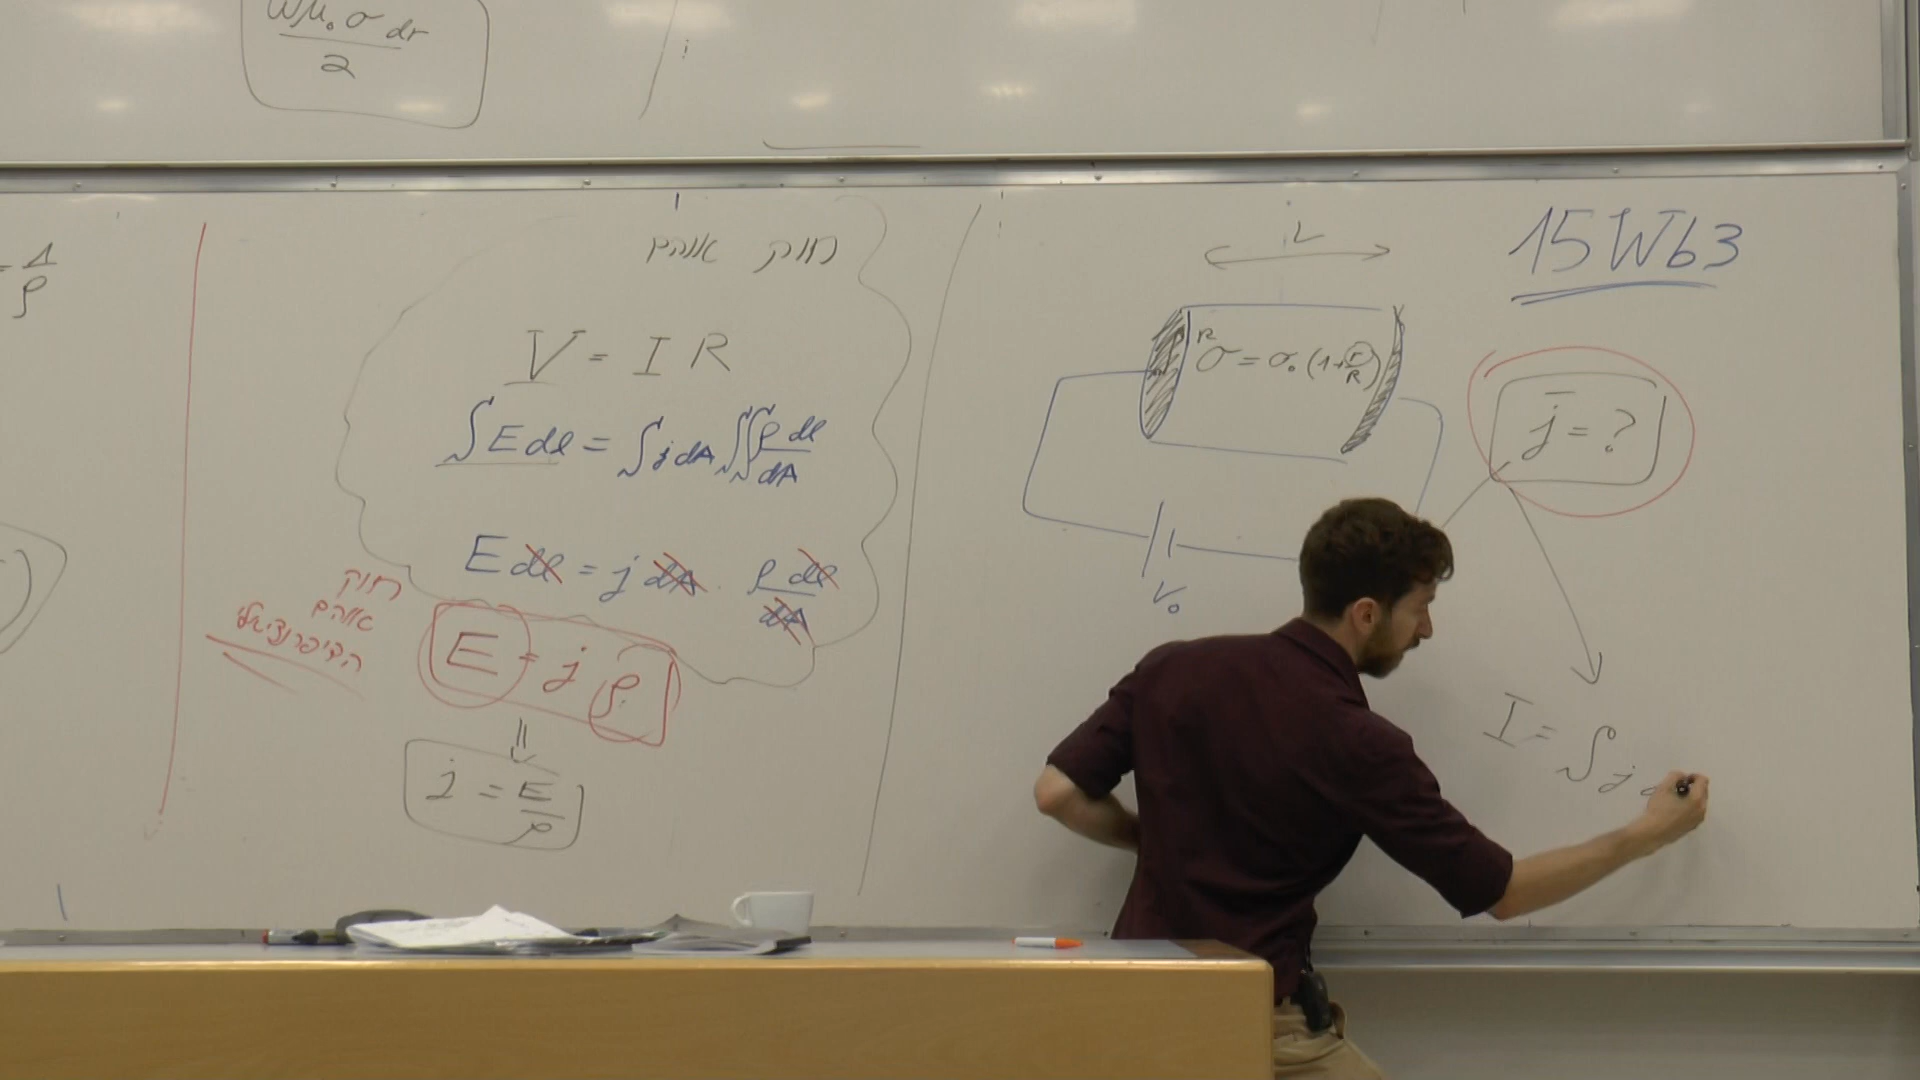 ωμ₀σ dr
2
= 1
ρ
חוק אוהם
V = I R
∫E dl = ∫j dA ∬ρ dl
dA
E dl = j dA · ρ dl
dA
חוק
אוהם
הדיפרנציאלי
E = j ρ
⇓
j = E
ρ
15Wb3
L
R
σ = σ₀ (1+ r
R )
j = ?
V₀
I = ∫ j